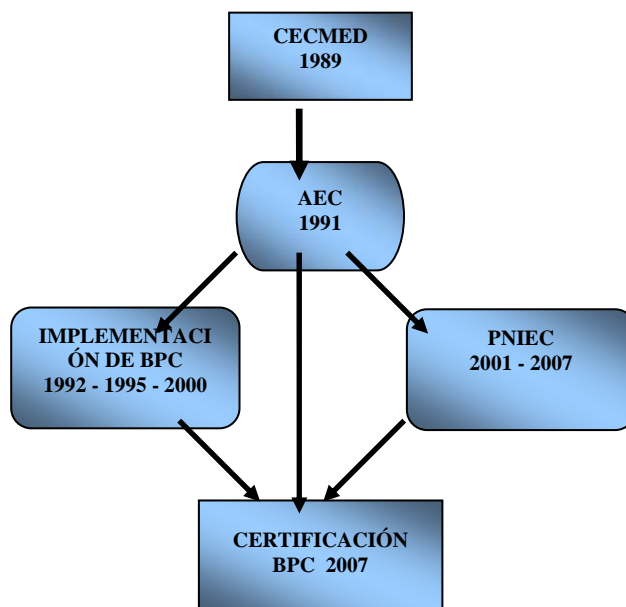 CECMED
1989
AEC
1991
IMPLEMENTACI
ÓN DE BPC
1992 - 1995 - 2000
PNIEC
2001 - 2007
CERTIFICACIÓN
BPC 2007